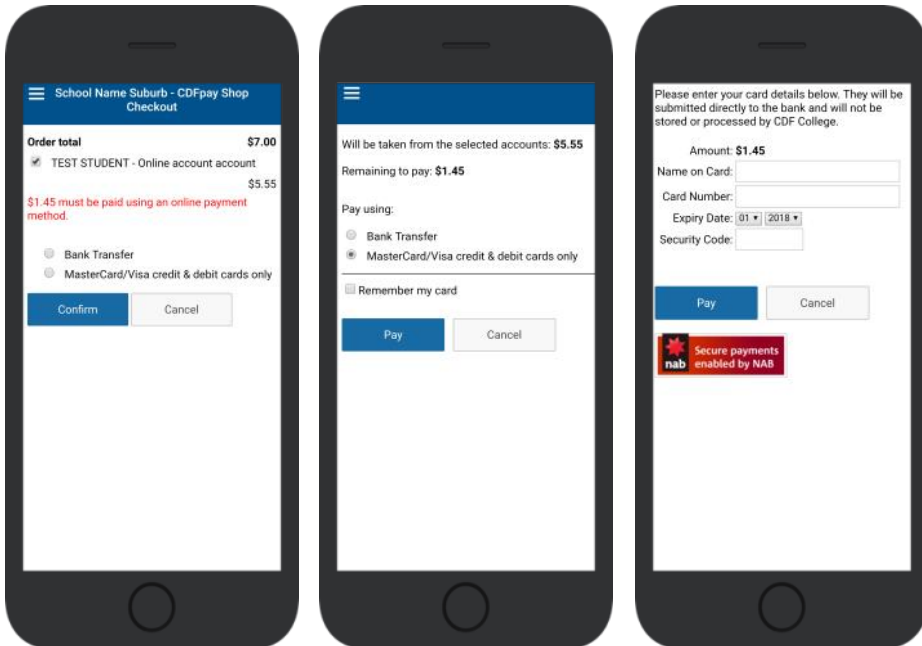 School Name Suburb - CDFpay Shop
Checkout
Order total $7.00
TEST STUDENT - Online account account
$5.55
$1.45 must be paid using an online payment
method.
Bank Transfer
MasterCard/Visa credit & debit cards only
Confirm Cancel
Will be taken from the selected accounts: $5.55
Remaining to pay: $1.45
Pay using:
Bank Transfer
MasterCard/Visa credit & debit cards only
Remember my card
Pay Cancel
Please enter your card details below. They will be
submitted directly to the bank and will not be
stored or processed by CDF College.
Amount: $1.45
Name on Card:
Card Number:
Expiry Date: 01 2018
Security Code:
Pay Cancel
nab Secure payments
enabled by NAB